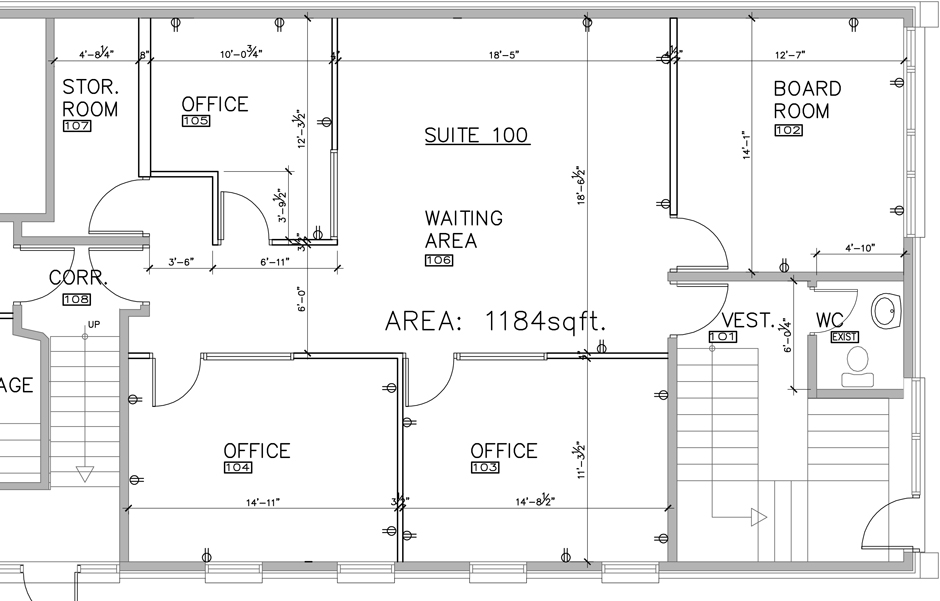 4'-8¼"
8"
10'-0¾"
4"
18'-5"
4½"
12'-7"
STOR.
ROOM
107
OFFICE
105
12'-3½"
SUITE 100
BOARD
ROOM
102
14'-1"
18'-6½"
3'-9½"
WAITING
AREA
106
3'-6"
6'-11"
4'-10"
CORR.
108
6'-0"
AREA: 1184sqft.
VEST.
101
WC
EXIST
6'-0¼"
UP
AGE
OFFICE
104
OFFICE
103
11'-3½"
14'-11"
3½"
14'-8½"